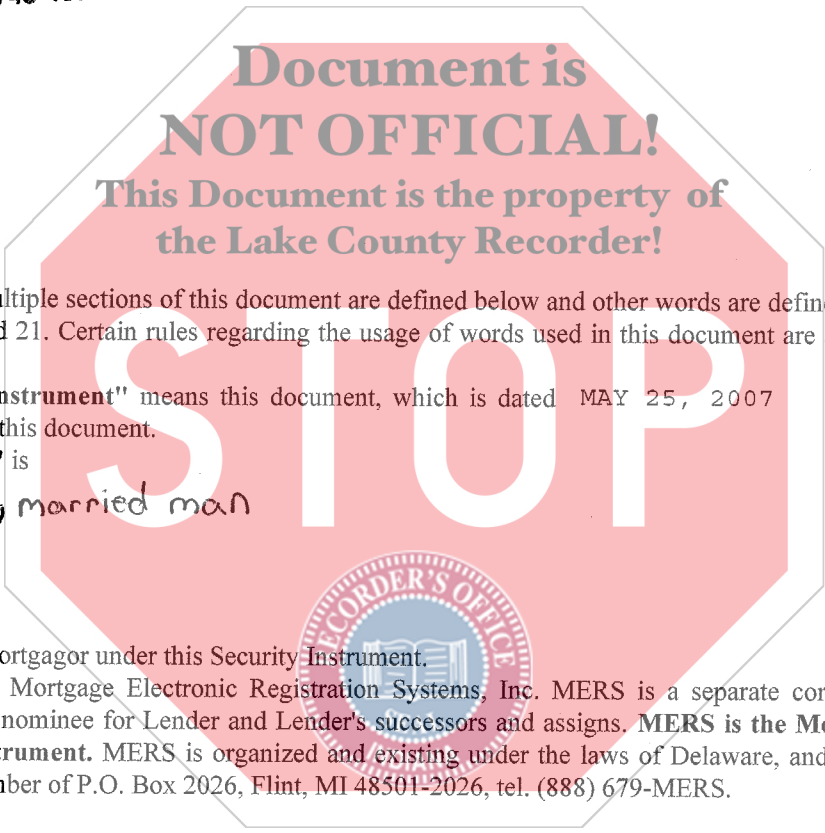 Document is
NOT OFFICIAL!
This Document is the property of
the Lake County Recorder!
ltiple sections of this document are defined below and other words are defin
d 21. Certain rules regarding the usage of words used in this document are
nstrument" means this document, which is dated MAY 25, 2007
this document.
" is
married man
STOP
RECORDER'S OFFICE
ortgagor under this Security Instrument.
Mortgage Electronic Registration Systems, Inc. MERS is a separate cor
nominee for Lender and Lender's successors and assigns. MERS is the Mo
trument. MERS is organized and existing under the laws of Delaware, and
ber of P.O. Box 2026, Flint, MI 48501-2026, tel. (888) 679-MERS.